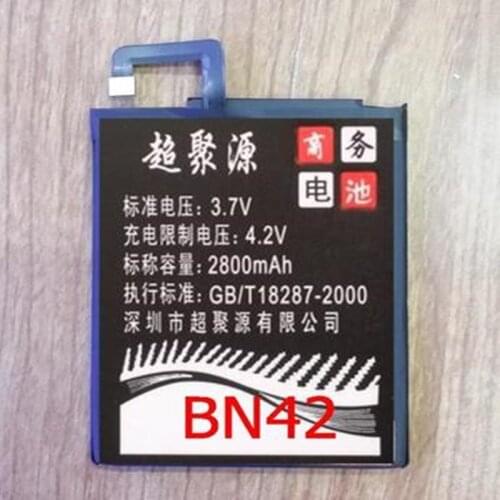 超聚源 商务电池
标准电压: 3.7V
充电限制电压: 4.2V
标称容量: 2800mAh
执行标准: GB/T18287-2000
深圳市超聚源有限公司
BN42